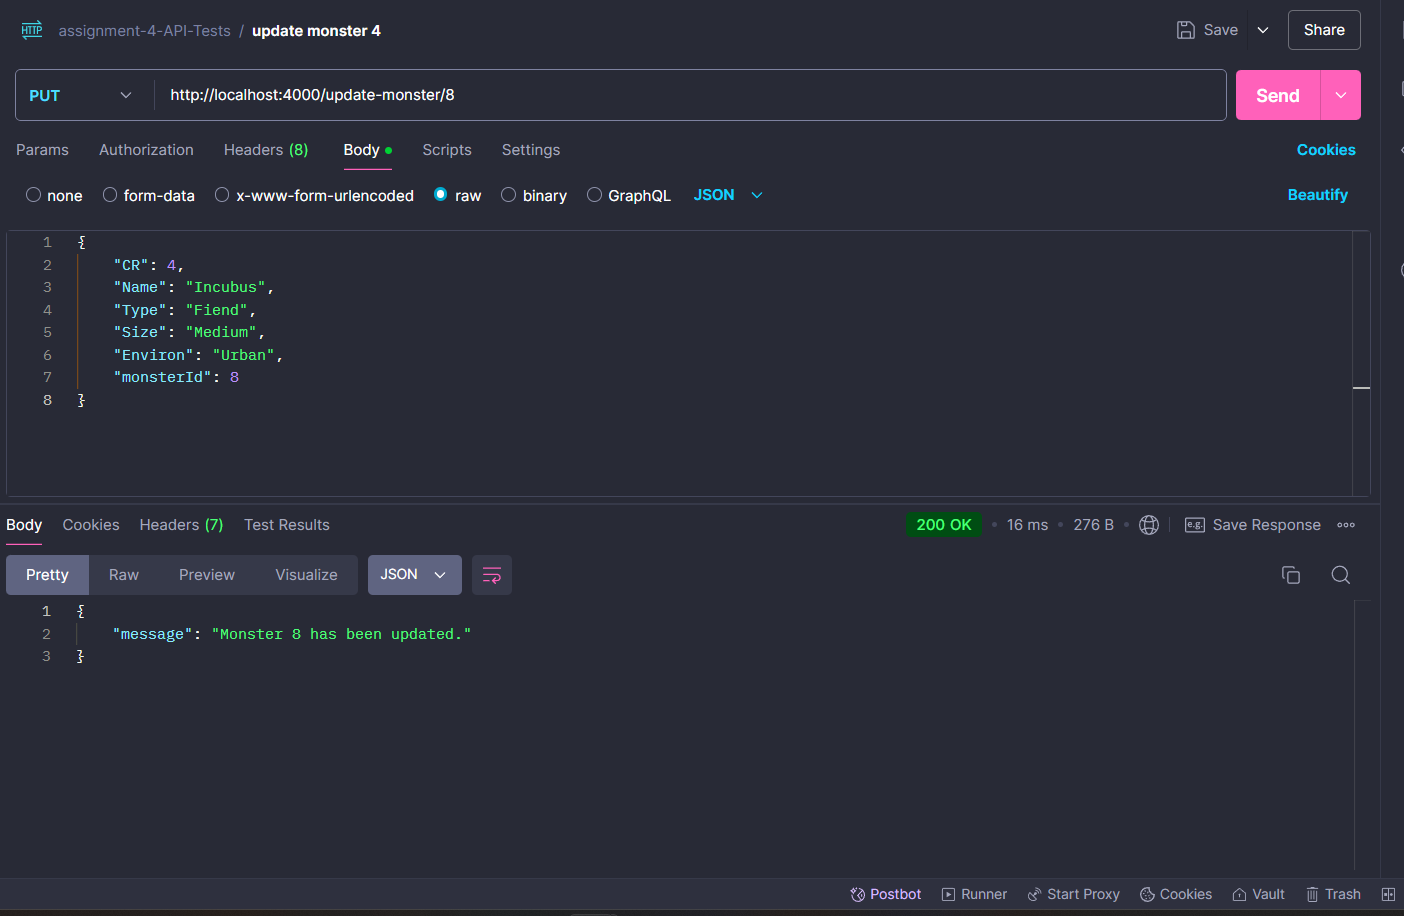 HTTP assignment-4-API-Tests / update monster 4 Save Share
PUT http://localhost:4000/update-monster/8 Send
Params Authorization Headers (8) Body Scripts Settings Cookies
none form-data x-www-form-urlencoded raw binary GraphQL JSON Beautify
1 {
2 "CR": 4,
3 "Name": "Incubus",
4 "Type": "Fiend",
5 "Size": "Medium",
6 "Environ": "Urban",
7 "monsterId": 8
8 }
Body Cookies Headers (7) Test Results 200 OK 16 ms 276 B e.g. Save Response
Pretty Raw Preview Visualize JSON
1 {
2 "message": "Monster 8 has been updated."
3 }
Postbot Runner Start Proxy Cookies Vault Trash